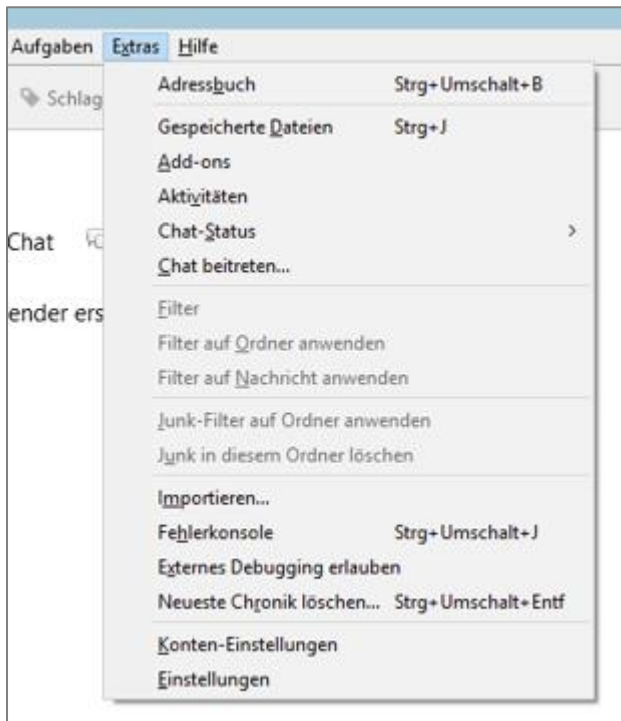 Aufgaben Extras Hilfe
Schlag
Adressbuch Strg+Umschalt+B
Gespeicherte Dateien Strg+J
Add-ons
Aktivitäten
Chat-Status
Chat
Chat beitreten...
Filter
ender ers
Filter auf Ordner anwenden
Filter auf Nachricht anwenden
Junk-Filter auf Ordner anwenden
Junk in diesem Ordner löschen
Importieren...
Fehlerkonsole Strg+Umschalt+J
Externes Debugging erlauben
Neueste Chronik löschen... Strg+Umschalt+Entf
Konten-Einstellungen
Einstellungen